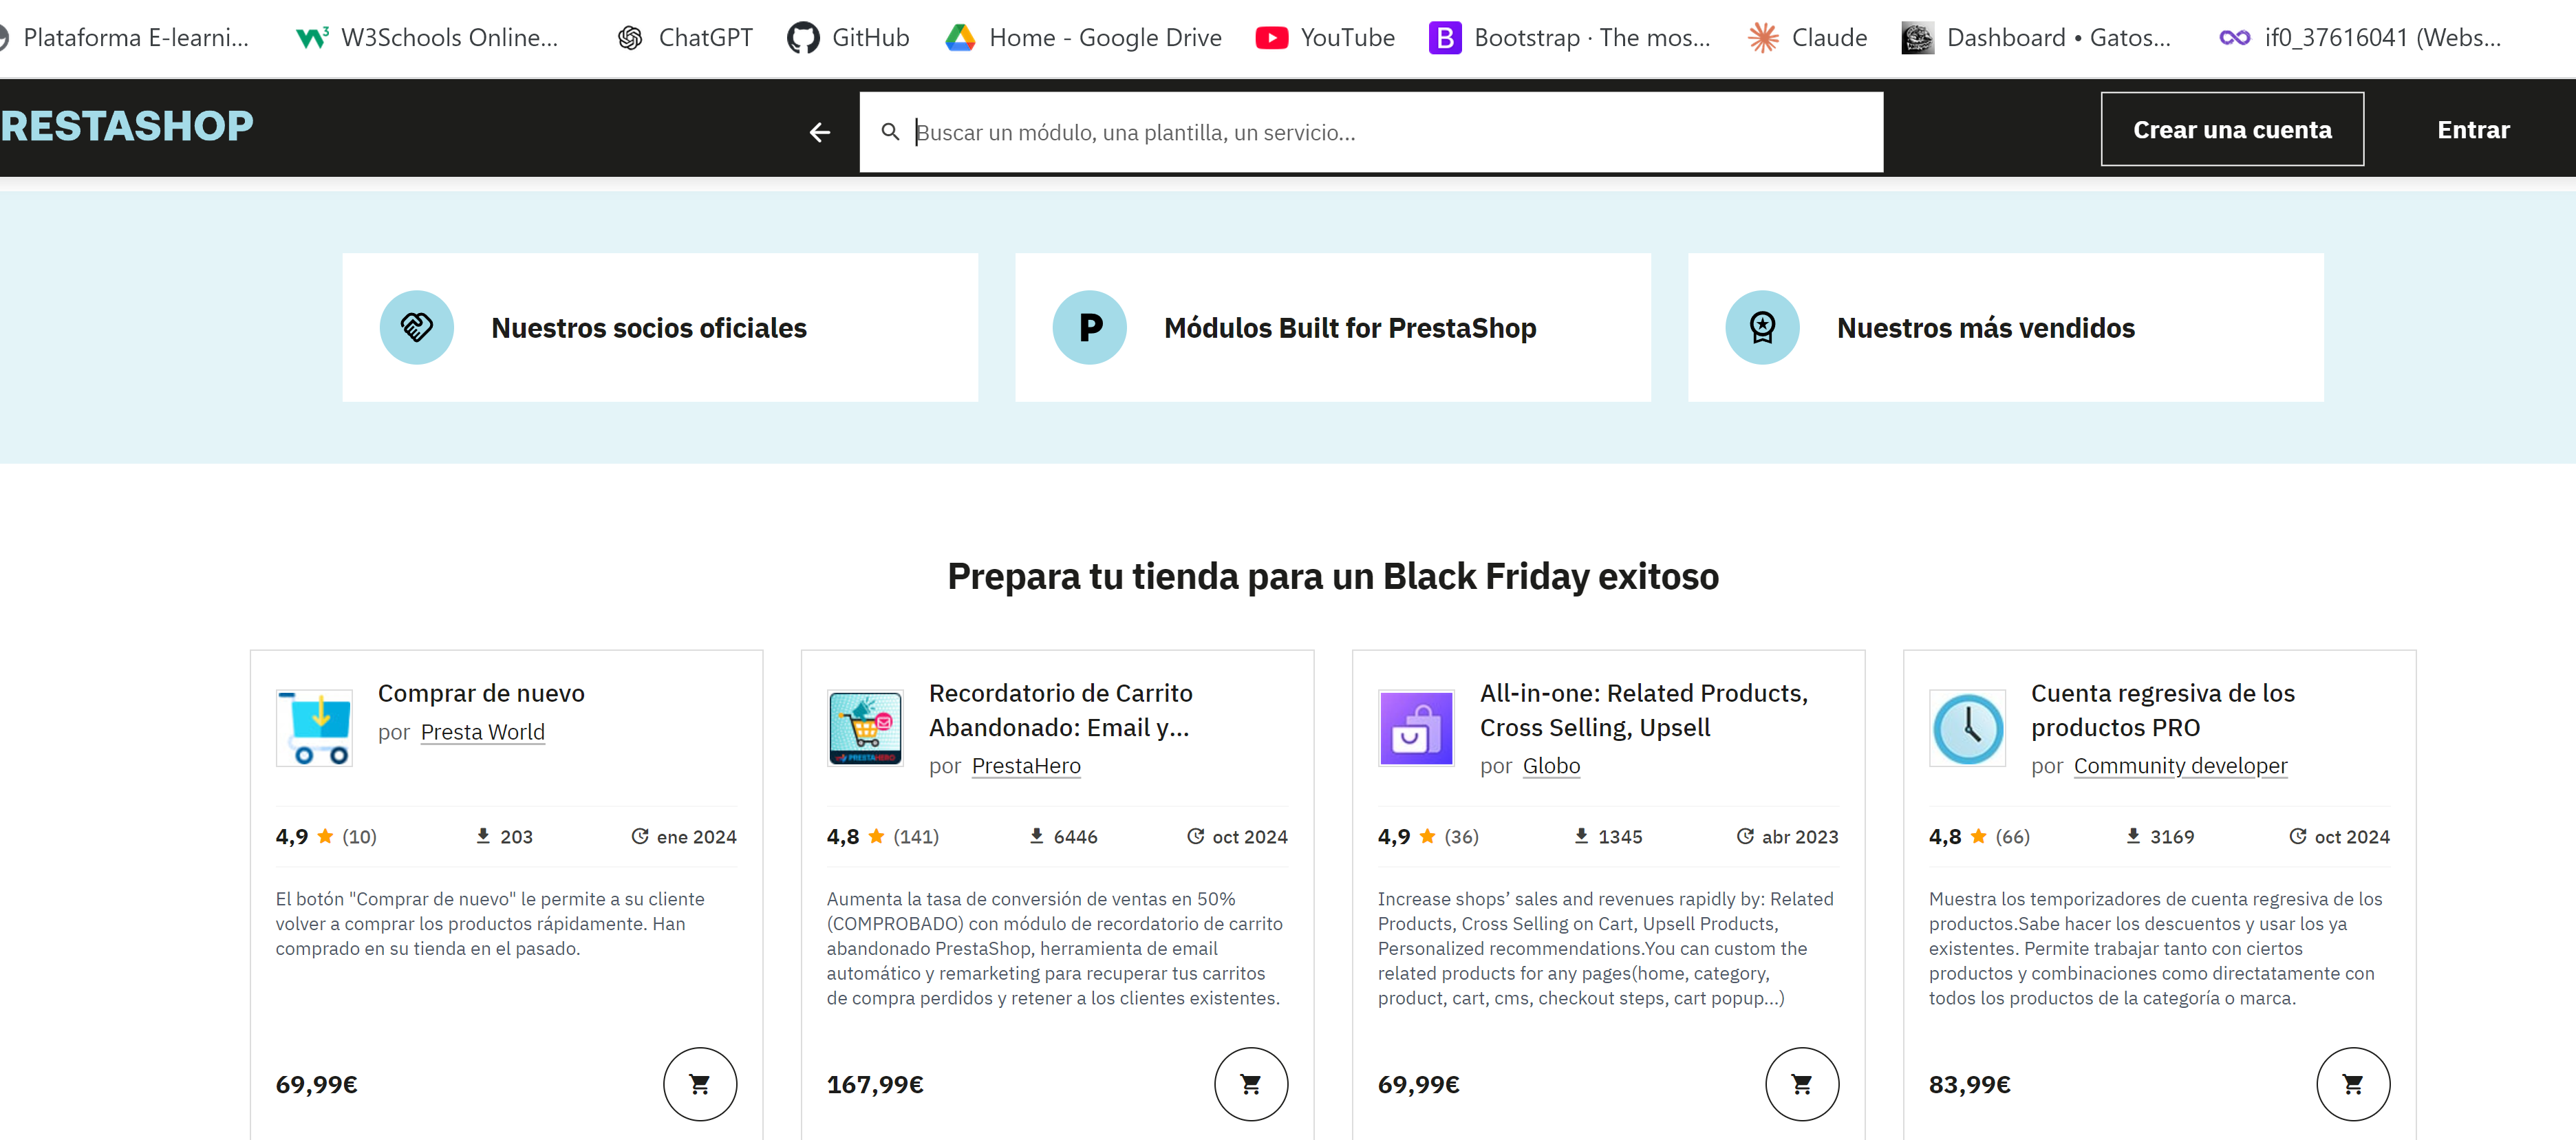 Plataforma E-learni... W3Schools Online... ChatGPT GitHub Home - Google Drive YouTube Bootstrap · The mos... Claude Dashboard • Gatos... if0_37616041 (Webs...
RESTASHOP
Buscar un módulo, una plantilla, un servicio...
Crear una cuenta
Entrar
Nuestros socios oficiales
Módulos Built for PrestaShop
Nuestros más vendidos
Prepara tu tienda para un Black Friday exitoso
Comprar de nuevo
por Presta World
4,9 (10) 203 ene 2024
El botón "Comprar de nuevo" le permite a su cliente
volver a comprar los productos rápidamente. Han
comprado en su tienda en el pasado.
69,99€
Recordatorio de Carrito
Abandonado: Email y...
por PrestaHero
PRESTAHERO
4,8 (141) 6446 oct 2024
Aumenta la tasa de conversión de ventas en 50%
(COMPROBADO) con módulo de recordatorio de carrito
abandonado PrestaShop, herramienta de email
automático y remarketing para recuperar tus carritos
de compra perdidos y retener a los clientes existentes.
167,99€
All-in-one: Related Products,
Cross Selling, Upsell
por Globo
4,9 (36) 1345 abr 2023
Increase shops’ sales and revenues rapidly by: Related
Products, Cross Selling on Cart, Upsell Products,
Personalized recommendations.You can custom the
related products for any pages(home, category,
product, cart, cms, checkout steps, cart popup...)
69,99€
Cuenta regresiva de los
productos PRO
por Community developer
4,8 (66) 3169 oct 2024
Muestra los temporizadores de cuenta regresiva de los
productos.Sabe hacer los descuentos y usar los ya
existentes. Permite trabajar tanto con ciertos
productos y combinaciones como directatamente con
todos los productos de la categoría o marca.
83,99€